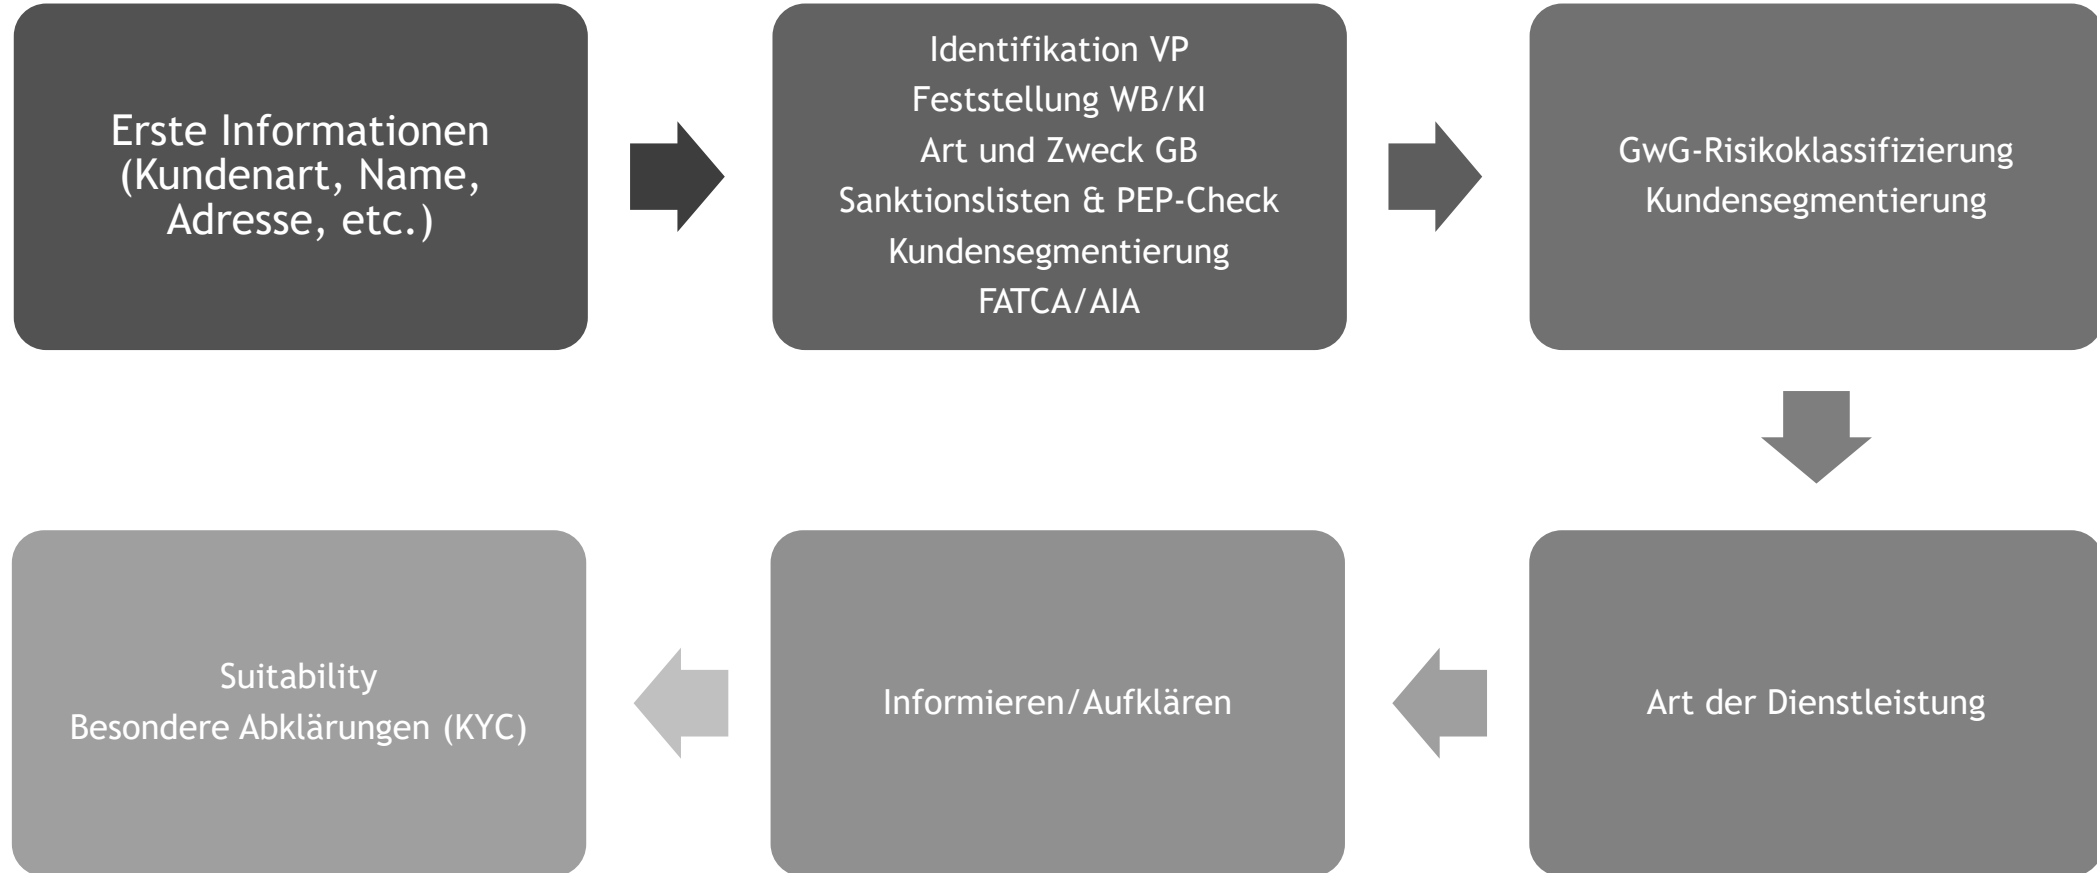 Erste Informationen
(Kundenart, Name,
Adresse, etc.)
Identifikation VP
Feststellung WB/KI
Art und Zweck GB
Sanktionslisten & PEP-Check
Kundensegmentierung
FATCA/AIA
GwG-Risikoklassifizierung
Kundensegmentierung
Art der Dienstleistung
Informieren/Aufklären
Suitability
Besondere Abklärungen (KYC)